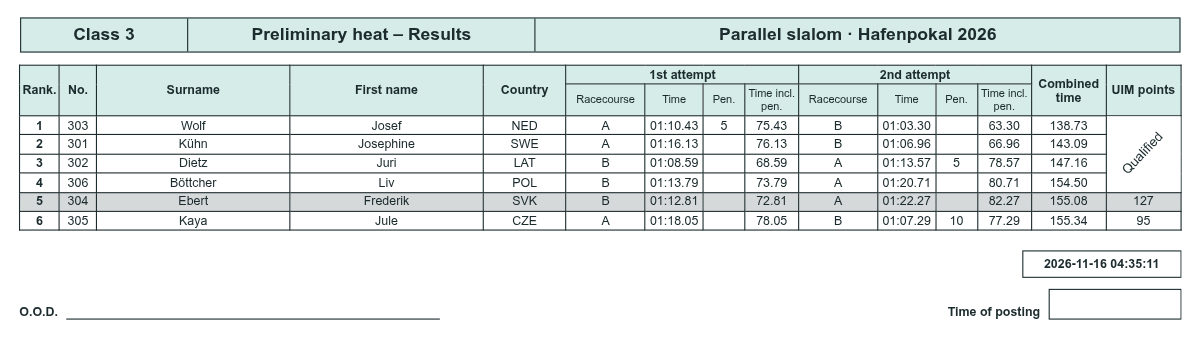 Class 3 Preliminary heat – Results Parallel slalom · Hafenpokal 2026
Rank. No. Surname First name Country 1st attempt 2nd attempt Combined time UIM points
Racecourse Time Pen. Time incl. pen. Racecourse Time Pen. Time incl. pen.
1 303 Wolf Josef NED A 01:10.43 5 75.43 B 01:03.30 63.30 138.73
2 301 Kühn Josephine SWE A 01:16.13 76.13 B 01:06.96 66.96 143.09
3 302 Dietz Juri LAT B 01:08.59 68.59 A 01:13.57 5 78.57 147.16
4 306 Böttcher Liv POL B 01:13.79 73.79 A 01:20.71 80.71 154.50
Qualified
5 304 Ebert Frederik SVK B 01:12.81 72.81 A 01:22.27 82.27 155.08 127
6 305 Kaya Jule CZE A 01:18.05 78.05 B 01:07.29 10 77.29 155.34 95
2026-11-16 04:35:11
O.O.D. Time of posting